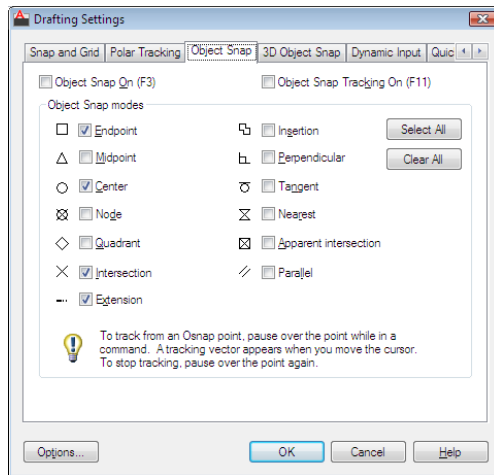 Drafting Settings
Snap and Grid Polar Tracking Object Snap 3D Object Snap Dynamic Input Quic
Object Snap On (F3) Object Snap Tracking On (F11)
Object Snap modes
Endpoint Insertion Select All
Midpoint Perpendicular Clear All
Center Tangent
Node Nearest
Quadrant Apparent intersection
Intersection Parallel
Extension
To track from an Osnap point, pause over the point while in a
command. A tracking vector appears when you move the cursor.
To stop tracking, pause over the point again.
Options... OK Cancel Help